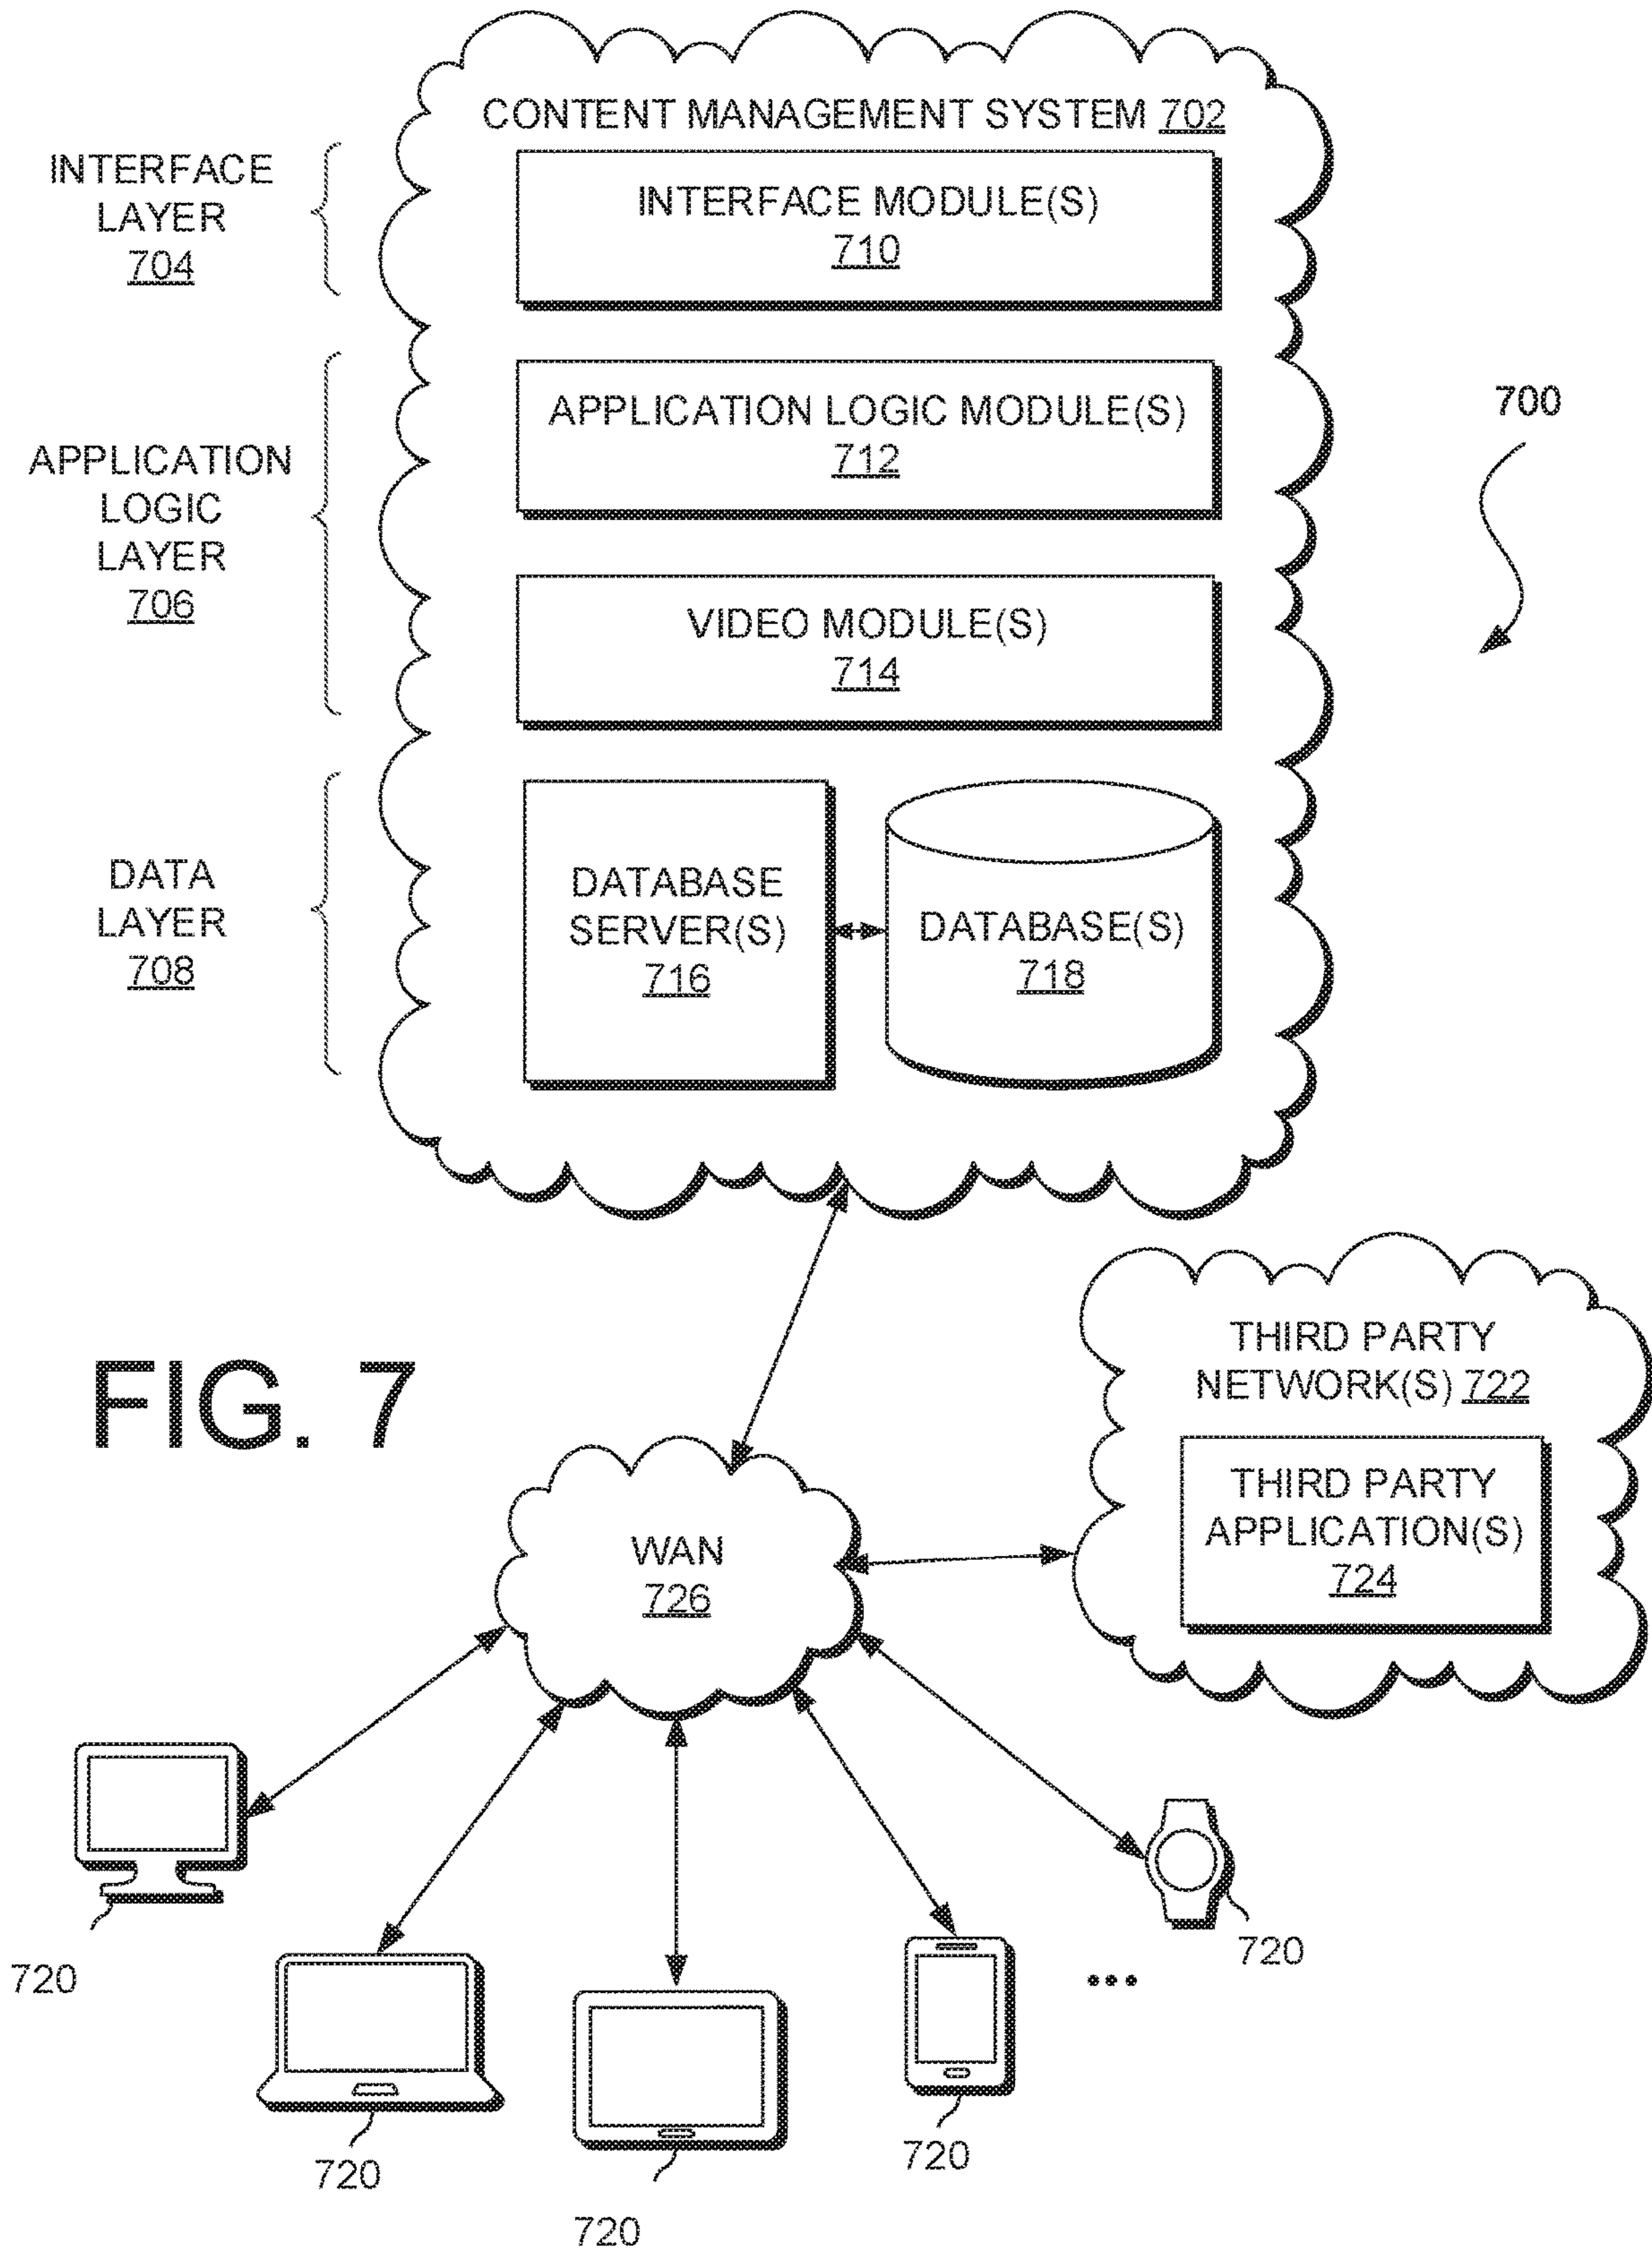 CONTENT MANAGEMENT SYSTEM 702
INTERFACE
LAYER
704
INTERFACE MODULE(S)
710
APPLICATION
LOGIC
LAYER
706
APPLICATION LOGIC MODULE(S)
712
700
VIDEO MODULE(S)
714
DATA
LAYER
708
DATABASE
SERVER(S)
716
DATABASE(S)
718
FIG. 7
THIRD PARTY
NETWORK(S) 722
THIRD PARTY
APPLICATION(S)
724
WAN
726
720
720
720
720
...
720